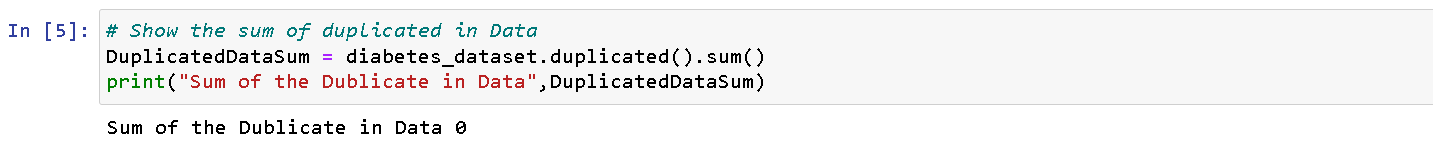 In [5]: # Show the sum of duplicated in Data
DuplicatedDataSum = diabetes_dataset.duplicated().sum()
print("Sum of the Dublicate in Data",DuplicatedDataSum)
Sum of the Dublicate in Data 0